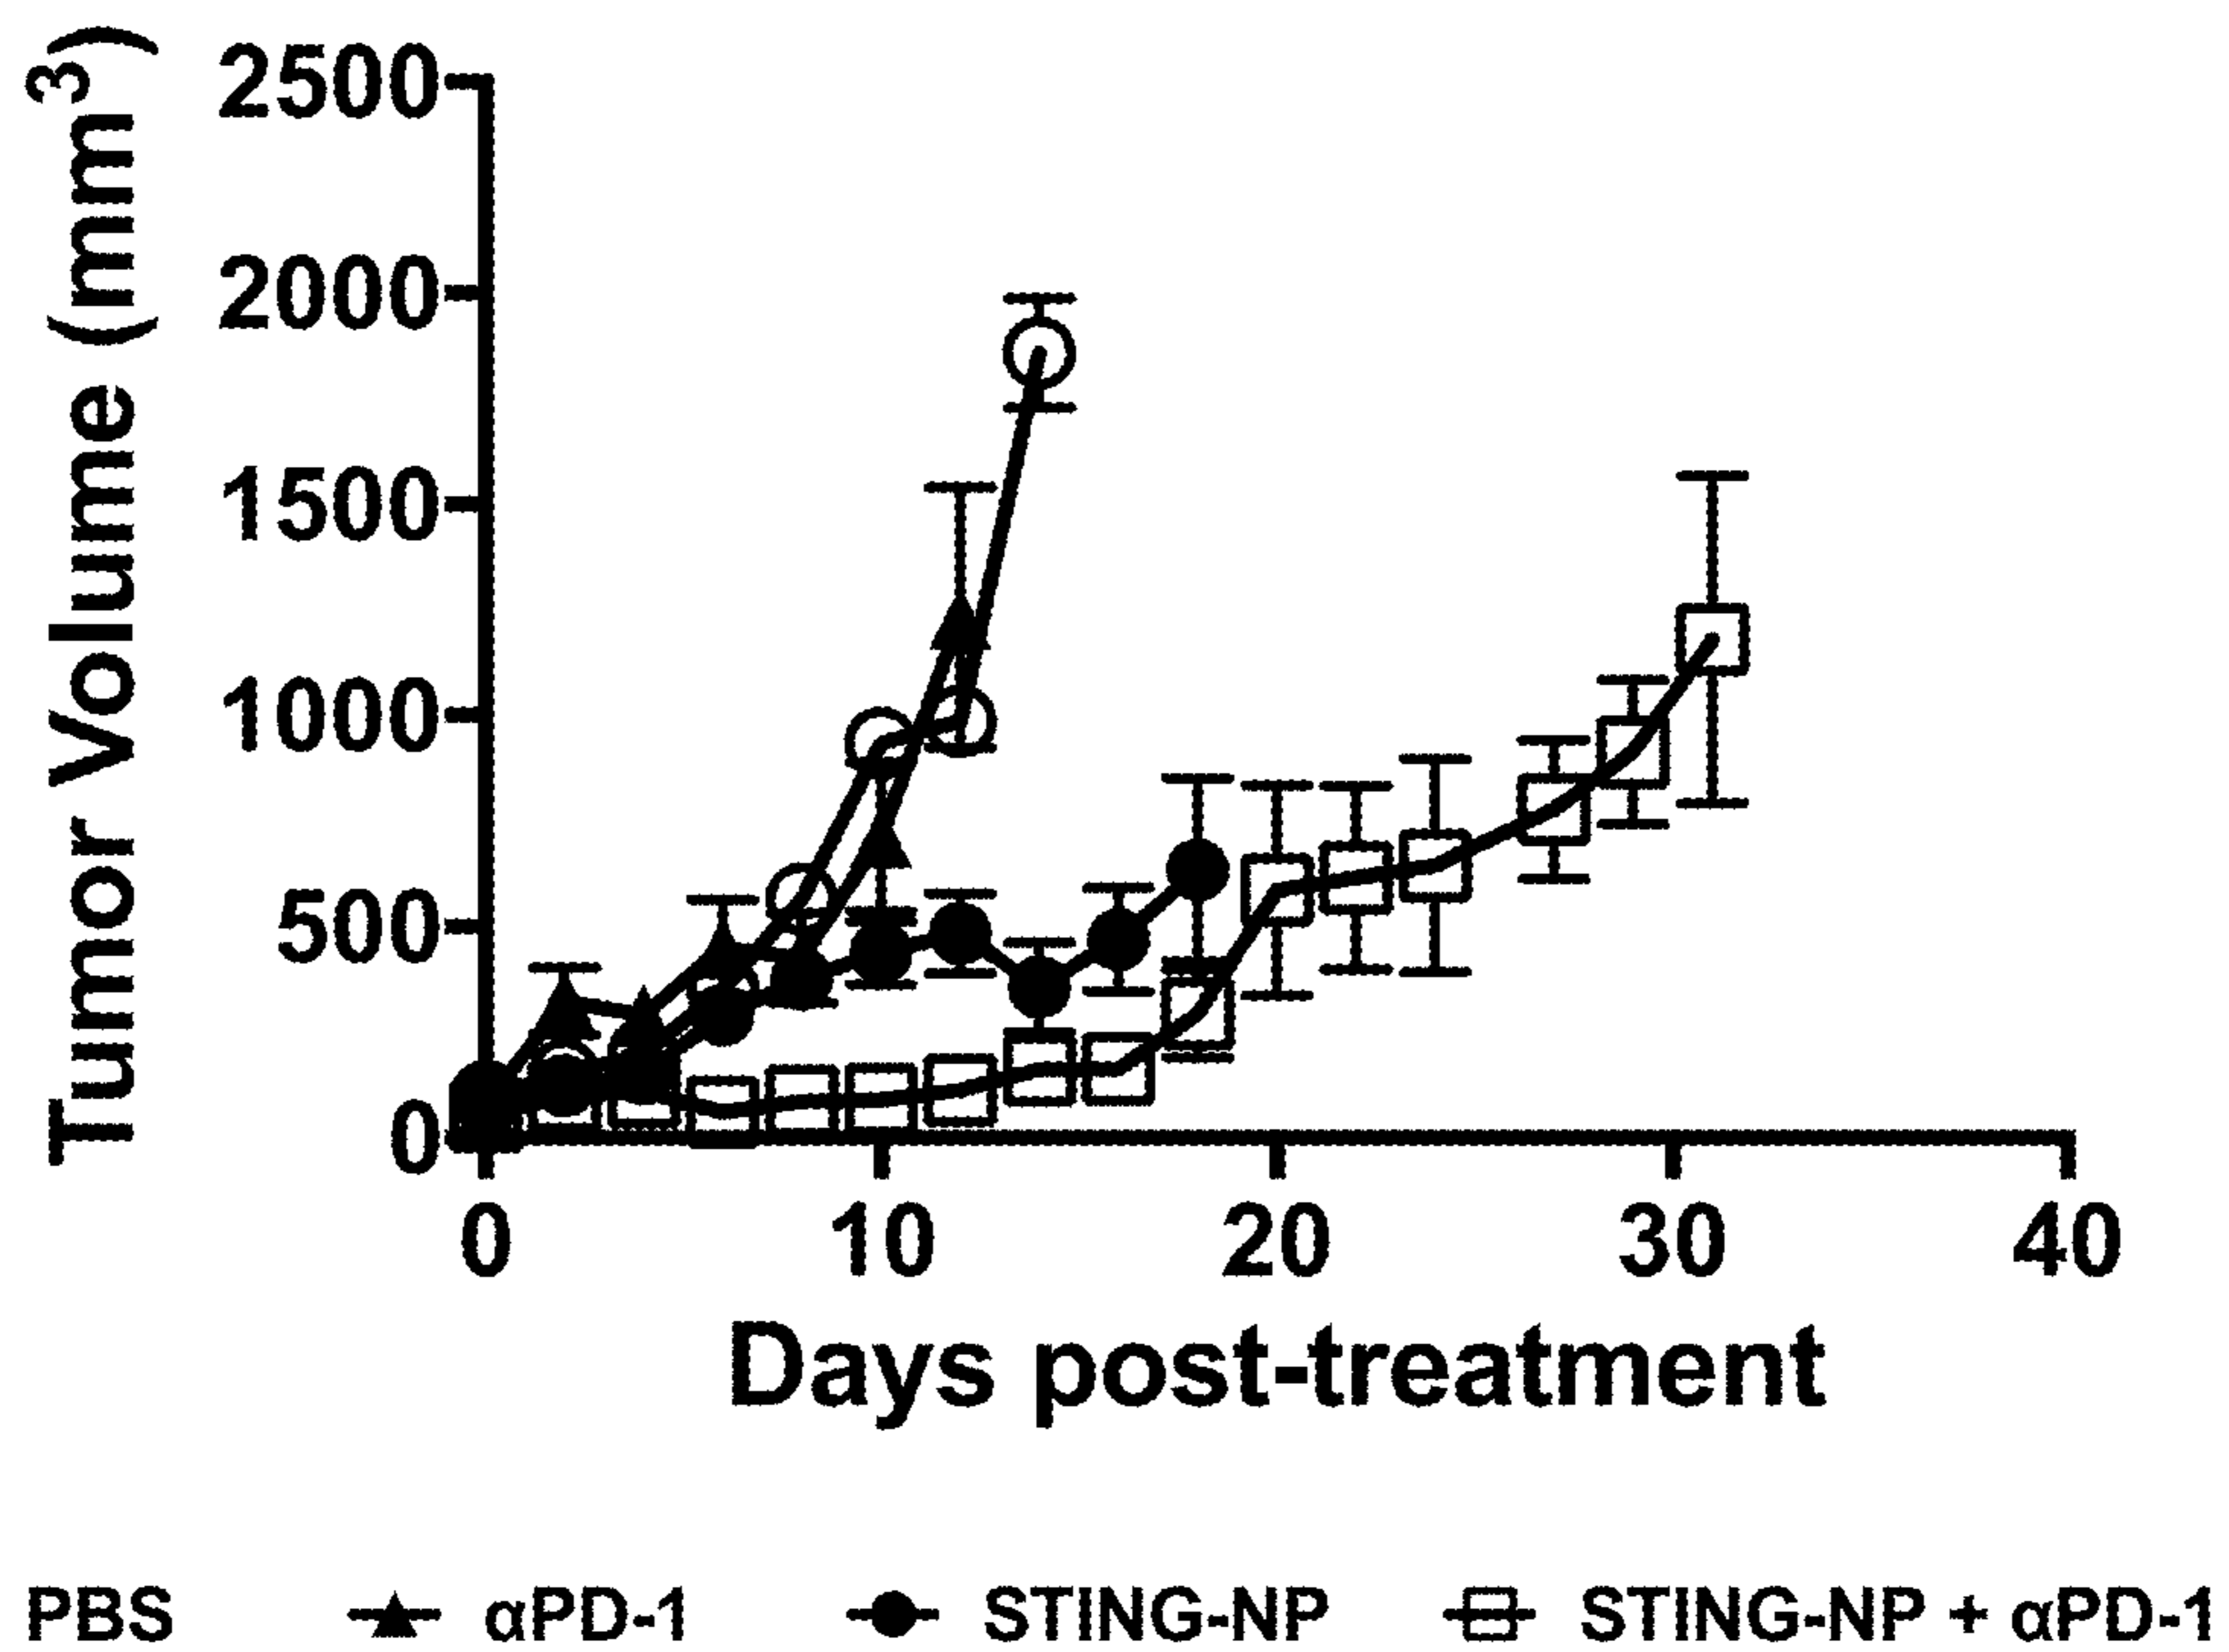 Tumor Volume (mm³)
2500
2000
1500
1000
500
0
0 10 20 30 40
Days post-treatment
PBS αPD-1 STING-NP STING-NP + αPD-1